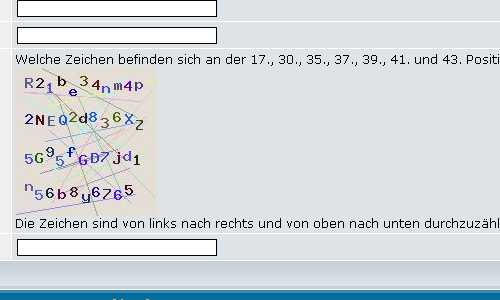 Welche Zeichen befinden sich an der 17., 30., 35., 37., 39., 41. und 43. Positi
R21be34nm4p
2NEQ2d836XZ
5G95fGD7jd1
n56b8y6765
Die Zeichen sind von links nach rechts und von oben nach unten durchzuzähl